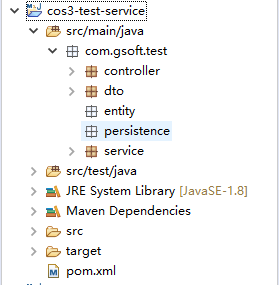 cos3-test-service
src/main/java
com.gsoft.test
controller
dto
entity
persistence
service
src/test/java
JRE System Library [JavaSE-1.8]
Maven Dependencies
src
target
pom.xml